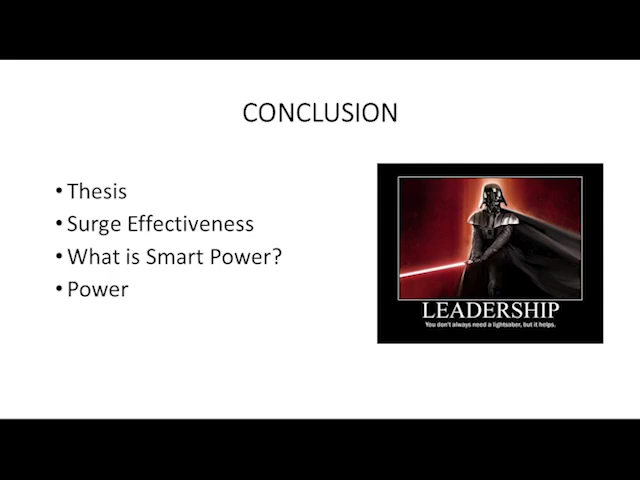 CONCLUSION
• Thesis
• Surge Effectiveness
• What is Smart Power?
• Power
LEADERSHIP
You don't always need a lightsaber, but it helps.